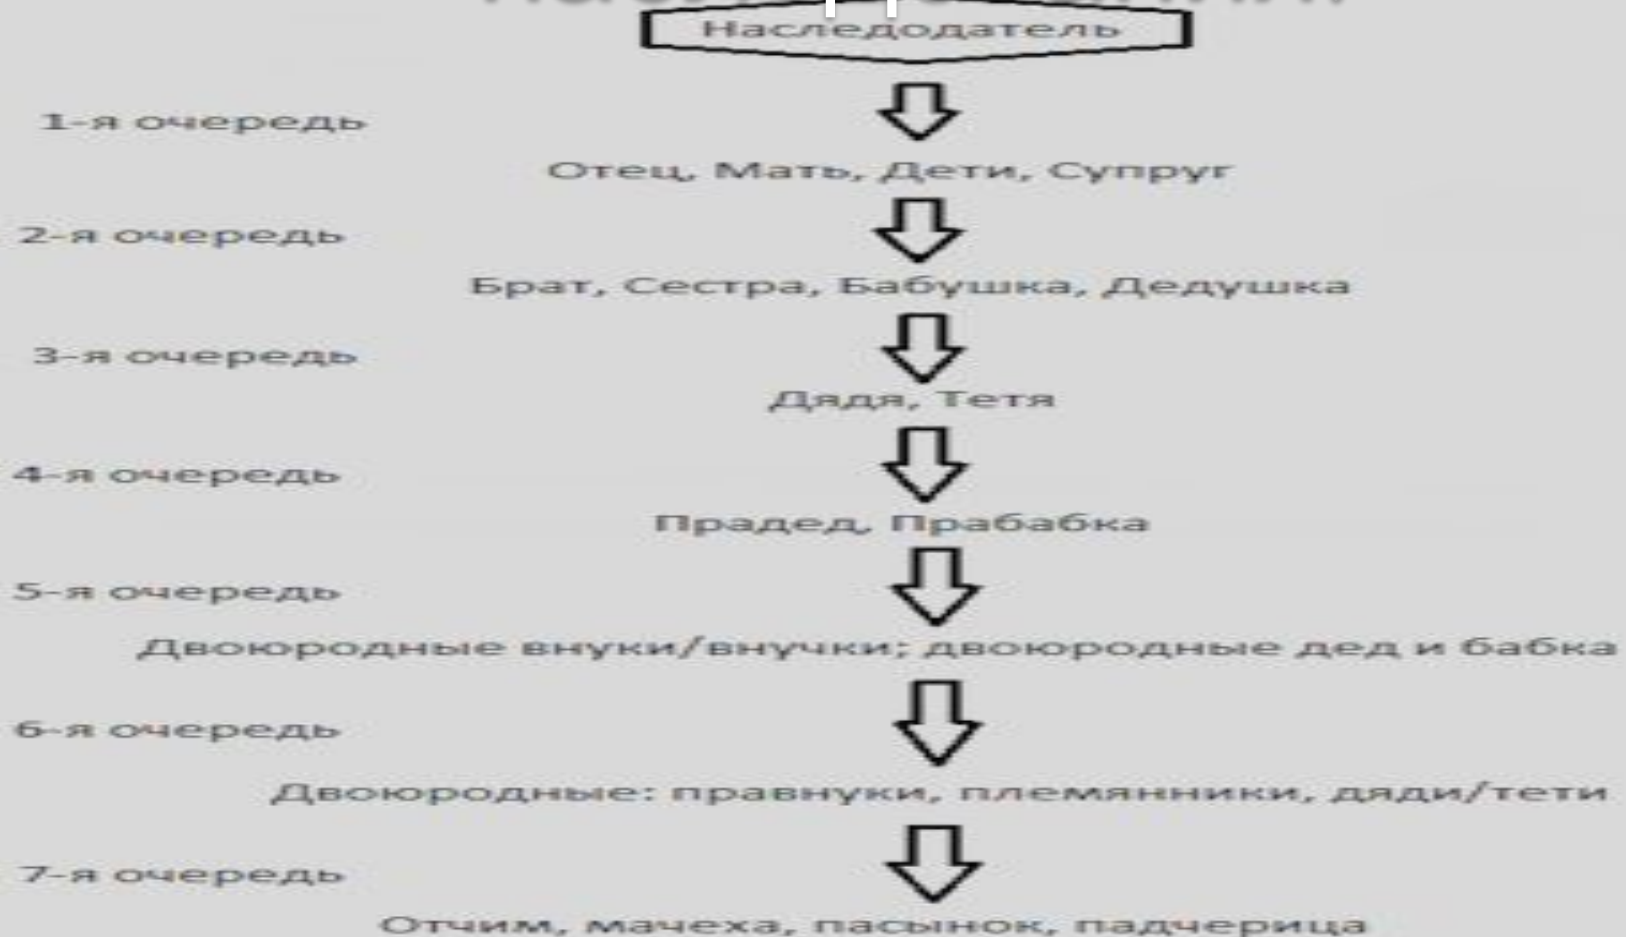 Наследодатель
1-я очередь
Отец, Мать, Дети, Супруг
2-я очередь
Брат, Сестра, Бабушка, Дедушка
3-я очередь
Дядя, Тетя
4-я очередь
Прадед, Прабабка
5-я очередь
Двоюродные внуки/внучки; двоюродные дед и бабка
6-я очередь
Двоюродные: правнуки, племянники, дяди/тети
7-я очередь
Отчим, мачеха, пасынок, падчерица